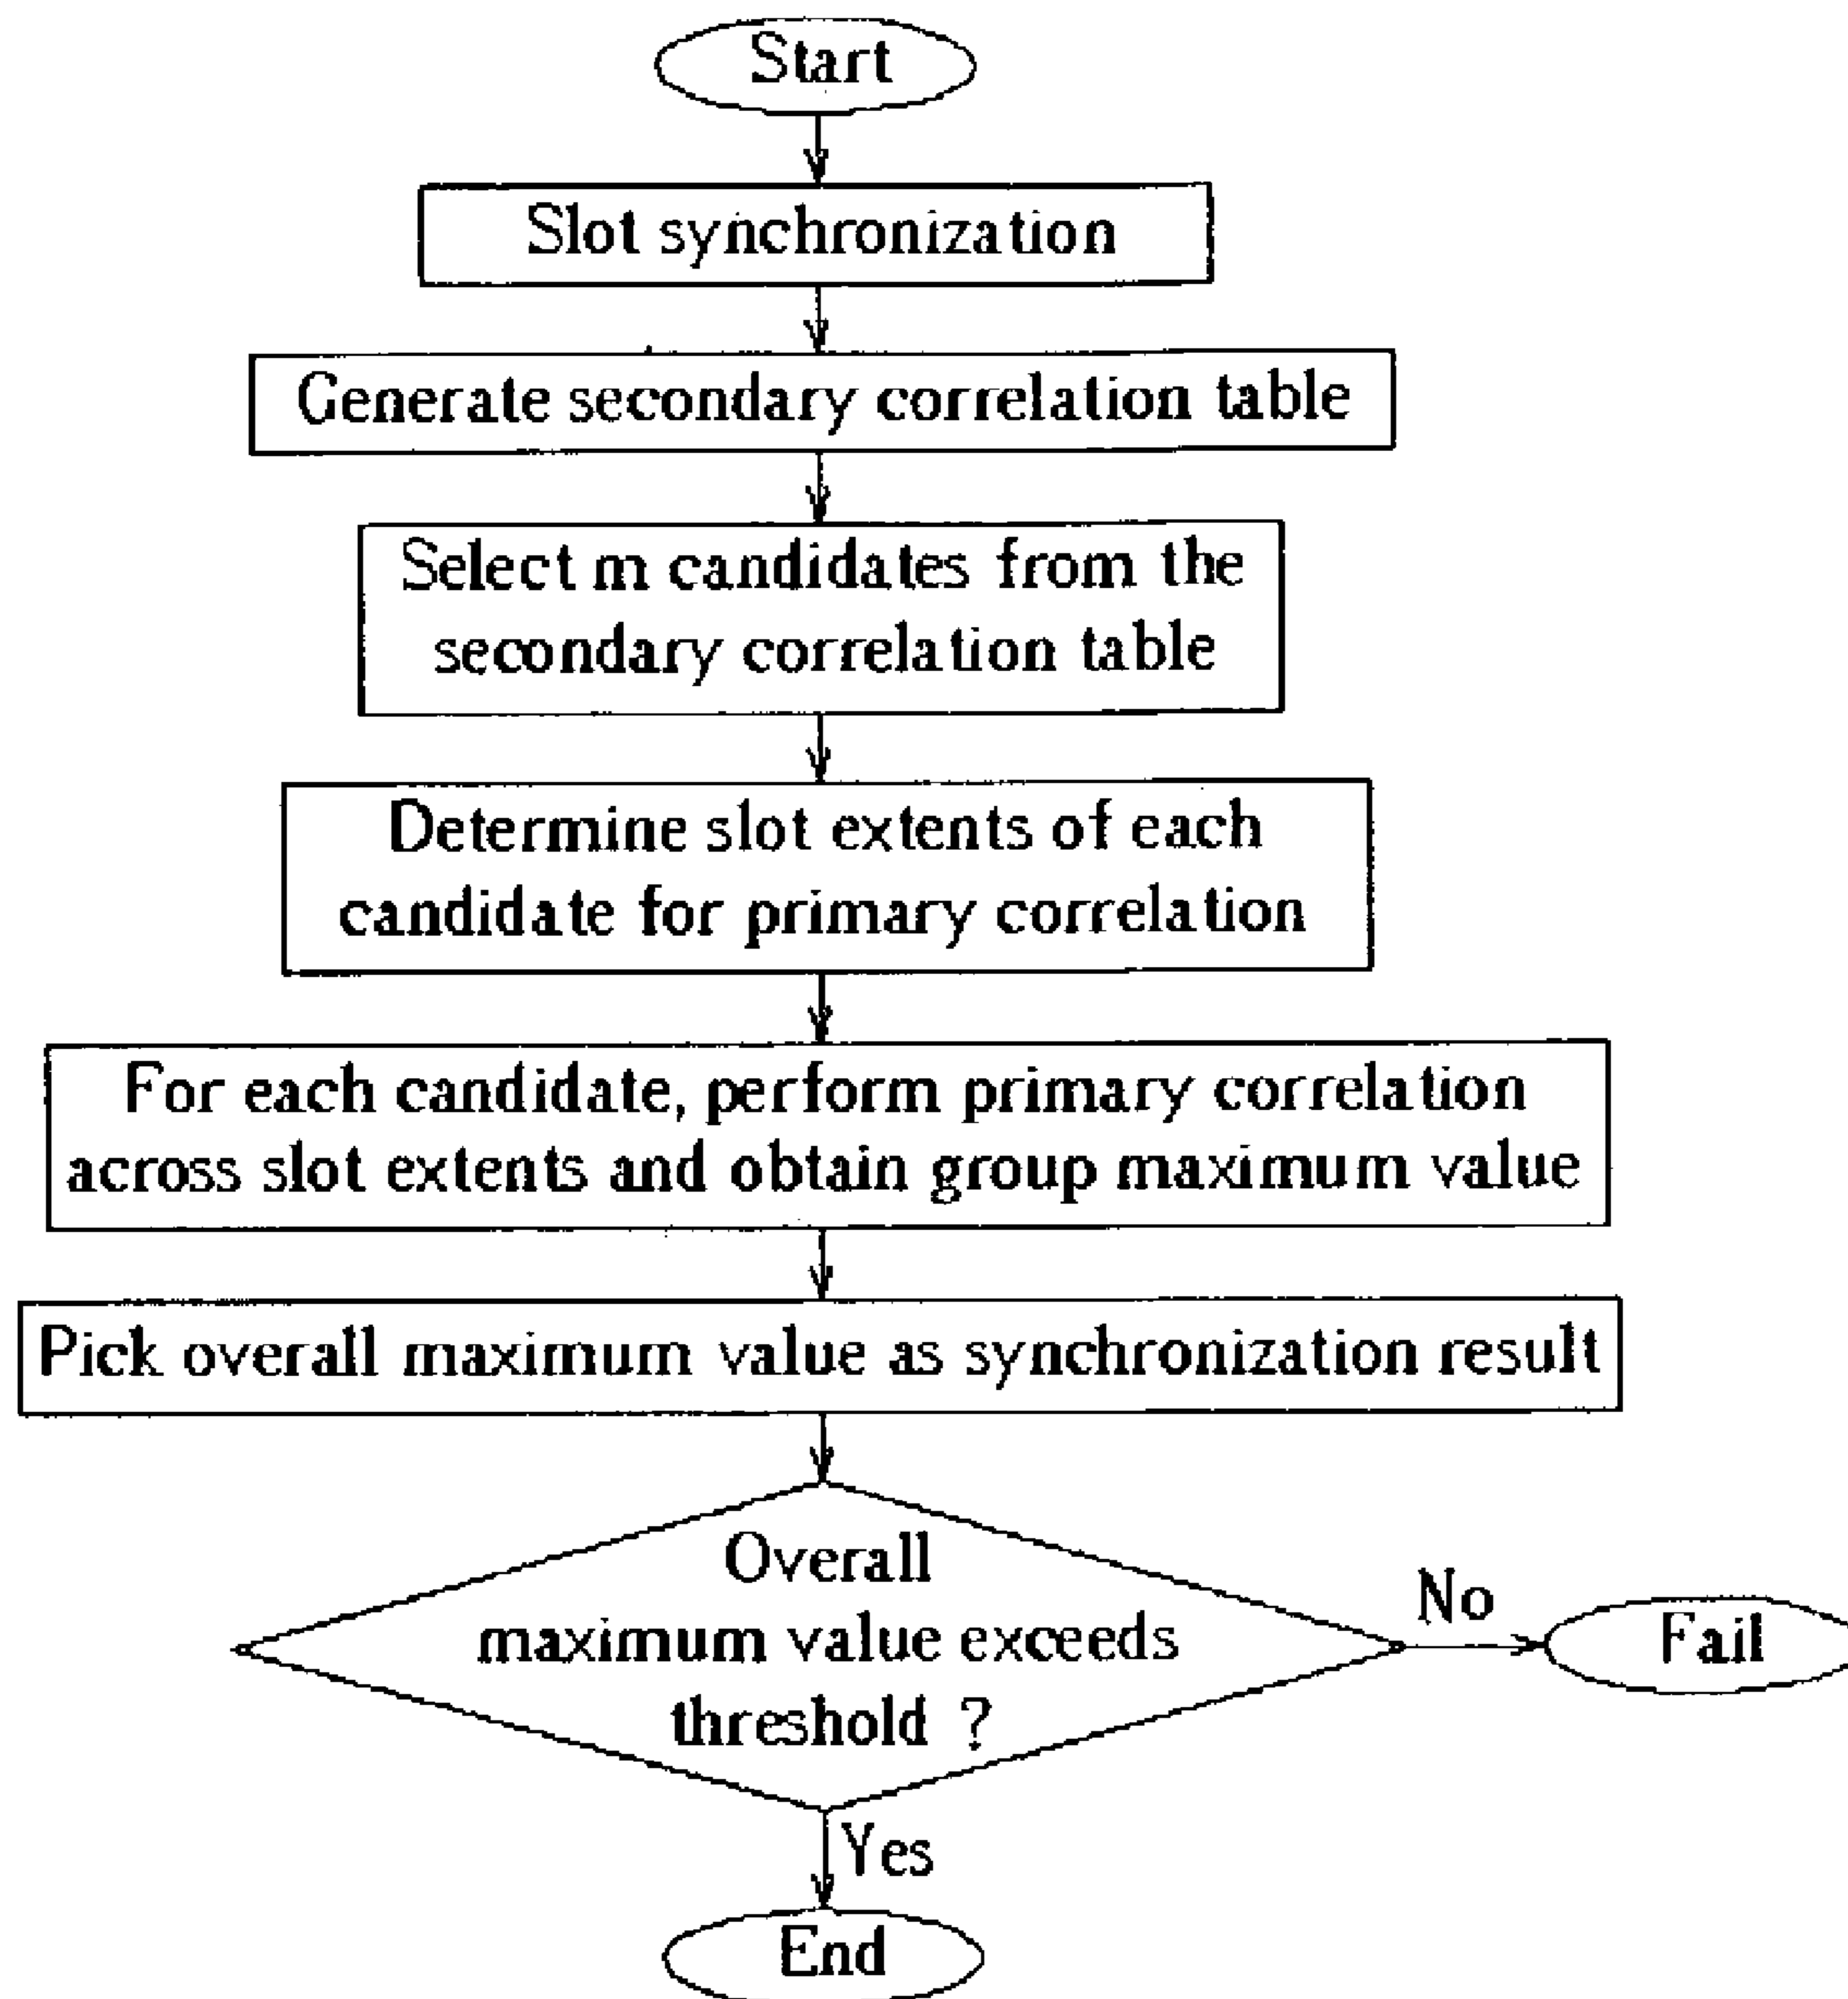 Start
Slot synchronization
Generate secondary correlation table
Select m candidates from the
secondary correlation table
Determine slot extents of each
candidate for primary correlation
For each candidate, perform primary correlation
across slot extents and obtain group maximum value
Pick overall maximum value as synchronization result
Overall
maximum value exceeds
threshold ?
No
Fail
Yes
End